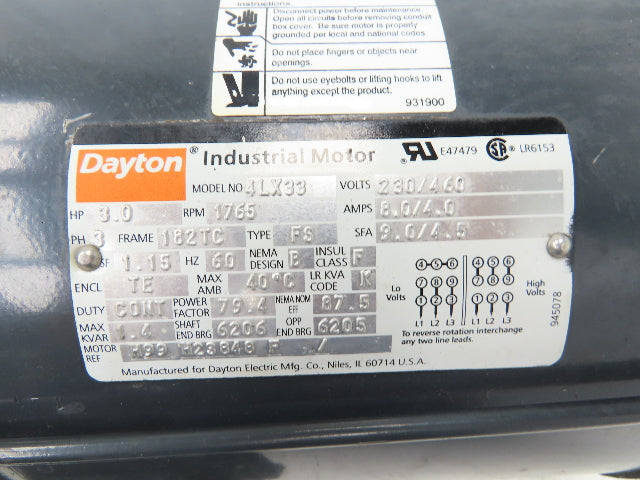 Disconnect power before maintenance.
Open all circuits before removing conduit
box cover. Be sure motor is properly
grounded per local and national codes.
Do not place fingers or objects near
openings.
Do not use eyebolts or lifting hooks to lift
anything except the product.
931900
Dayton® Industrial Motor E47479 LR6153
MODEL NO 4LX33 VOLTS 230/460
HP 3.0 RPM 1765 AMPS 8.0/4.0
PH 3 FRAME 182TC TYPE FS SFA 9.0/4.5
SF 1.15 HZ 60 NEMA DESIGN B INSUL CLASS F
ENCL TE MAX AMB 40°C LR KVA CODE K
DUTY CONT POWER FACTOR 79.4 NEMA NOM EFF 87.5
MAX KVAR 1.4 SHAFT END BRG 6206 OPP END BRG 6205
MOTOR REF M99 H23848 F ./
Lo Volts
4 5 6
7 8 9
1 2 3
L1 L2 L3
4 5 6
7 8 9
1 2 3
L1 L2 L3
High Volts
To reverse rotation interchange
any two line leads.
945078
Manufactured for Dayton Electric Mfg. Co., Niles, IL 60714 U.S.A.